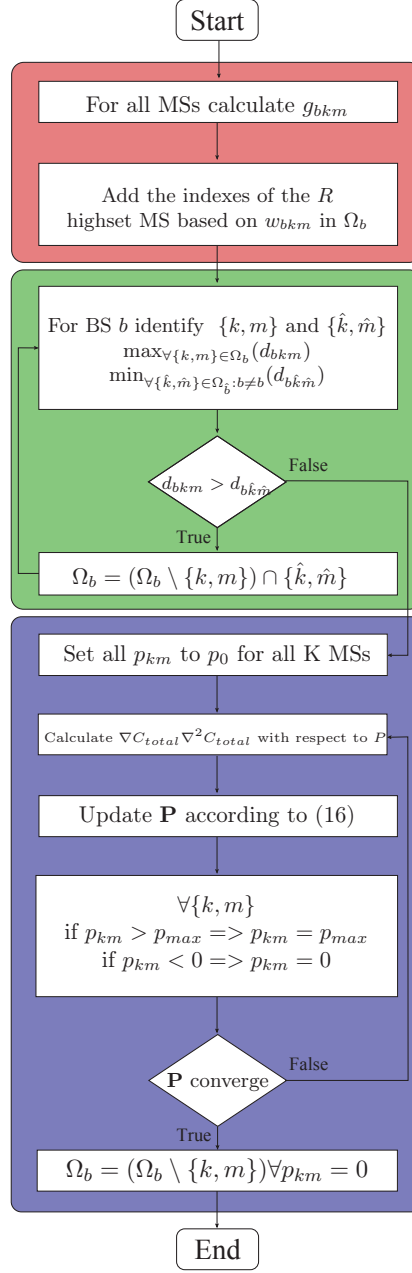 Start
For all MSs calculate $g_{bkm}$
Add the indexes of the $R$
highset MS based on $w_{bkm}$ in $\Omega_b$
For BS $b$ identify $\{k, m\}$ and $\{\hat{k}, \hat{m}\}$
$\max_{\forall\{k,m\}\in\Omega_b}(d_{bkm})$
$\min_{\forall\{\hat{k},\hat{m}\}\in\Omega_{\hat{b}}:b\neq b}(d_{b\hat{k}\hat{m}})$
False
$d_{bkm} > d_{b\hat{k}\hat{m}}$
True
$\Omega_b = (\Omega_b \setminus \{k, m\}) \cap \{\hat{k}, \hat{m}\}$
Set all $p_{km}$ to $p_0$ for all K MSs
Calculate $\nabla C_{total} \nabla^2 C_{total}$ with respect to $P$
Update $\mathbf{P}$ according to (16)
$\forall\{k, m\}$
if $p_{km} > p_{max} => p_{km} = p_{max}$
if $p_{km} < 0 => p_{km} = 0$
False
$\mathbf{P}$ converge
True
$\Omega_b = (\Omega_b \setminus \{k, m\}) \forall p_{km} = 0$
End